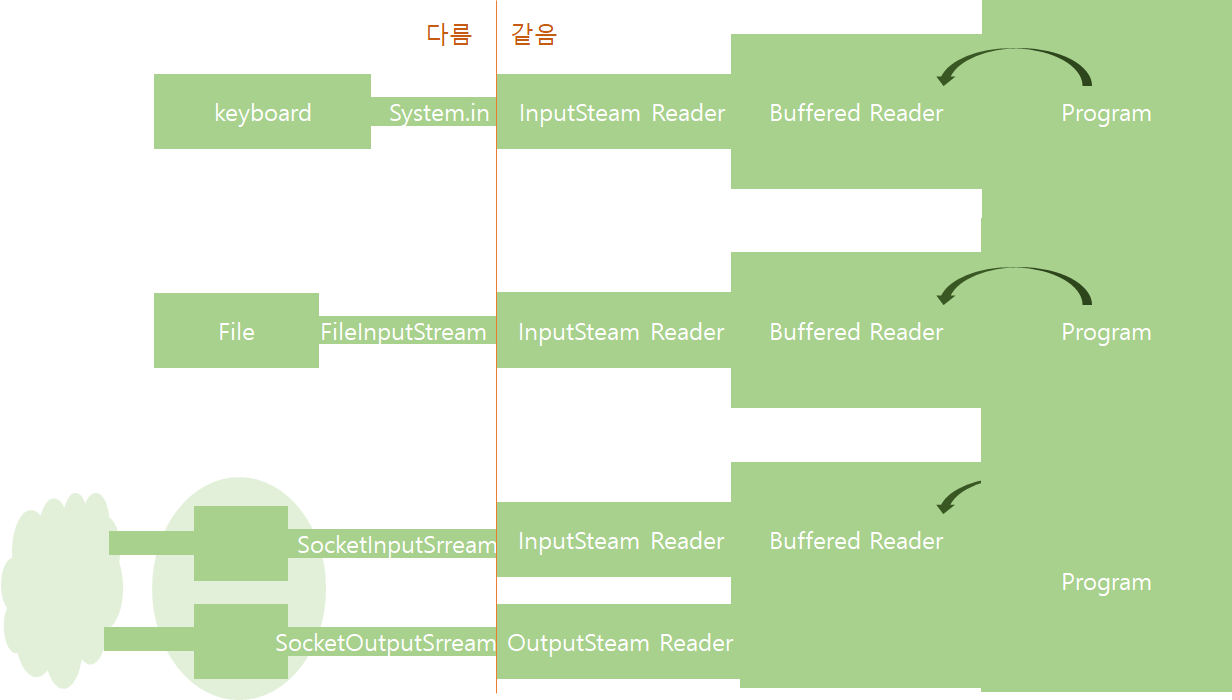 다름 같음
keyboard System.in InputSteam Reader Buffered Reader Program
File FileInputStream InputSteam Reader Buffered Reader Program
SocketInputSrream InputSteam Reader Buffered Reader
Program
SocketOutputSrream OutputSteam Reader